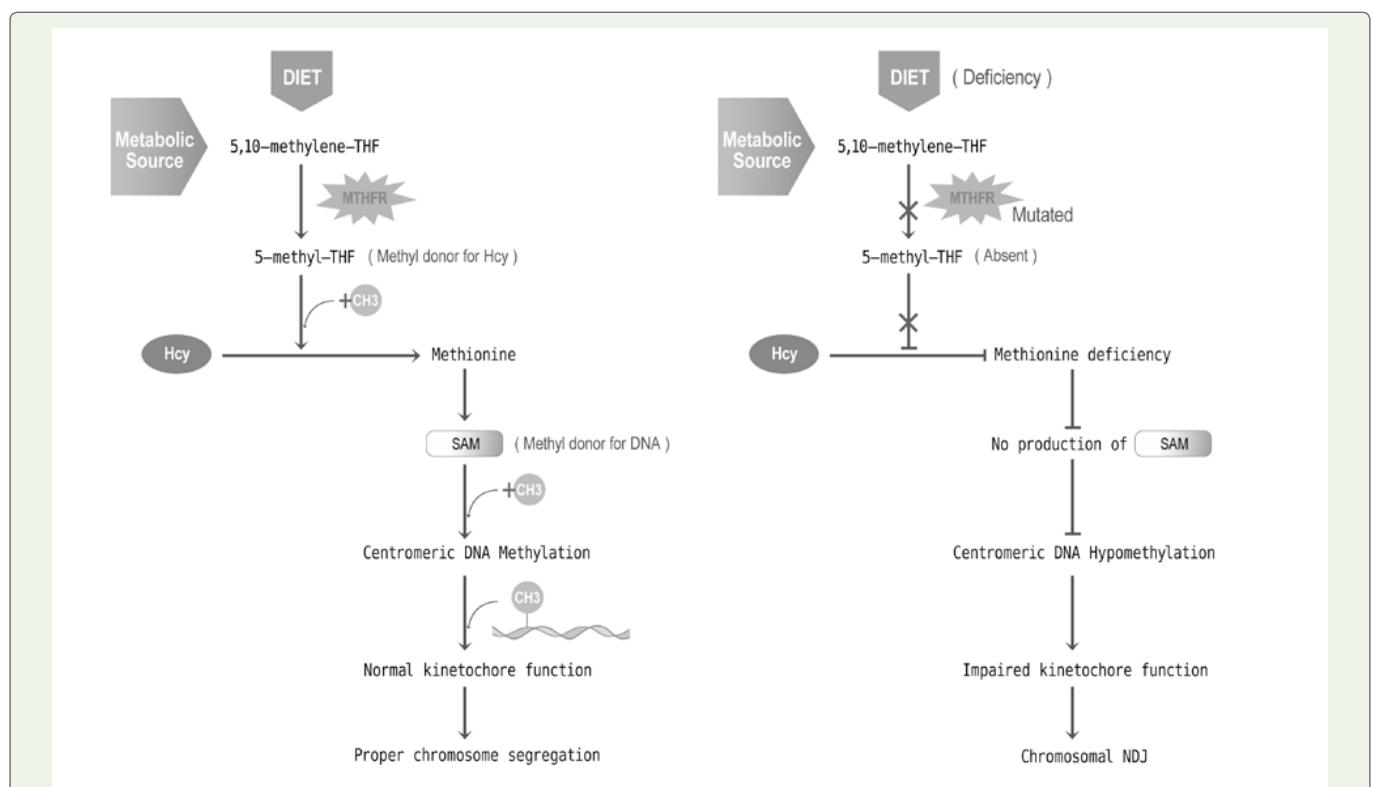 DIET
Metabolic
Source
5,10–methylene–THF
MTHFR
5–methyl–THF ( Methyl donor for Hcy )
+CH3
Hcy
Methionine
SAM
( Methyl donor for DNA )
+CH3
Centromeric DNA Methylation
CH3
Normal kinetochore function
Proper chromosome segregation
DIET
( Deficiency )
Metabolic
Source
5,10–methylene–THF
MTHFR
Mutated
5–methyl–THF ( Absent )
Hcy
Methionine deficiency
No production of SAM
Centromeric DNA Hypomethylation
Impaired kinetochore function
Chromosomal NDJ